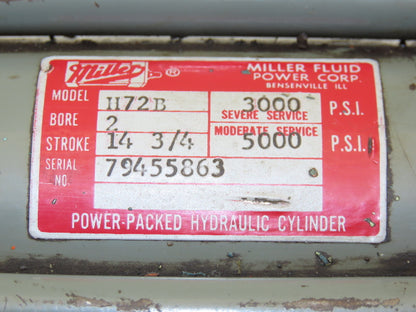 Miller ® MILLER FLUID
POWER CORP.
BENSENVILLE ILL
MODEL H72B 3000 P.S.I.
SEVERE SERVICE
BORE 2 MODERATE SERVICE
STROKE 14 3/4 5000 P.S.I.
SERIAL NO. 79455863
POWER-PACKED HYDRAULIC CYLINDER